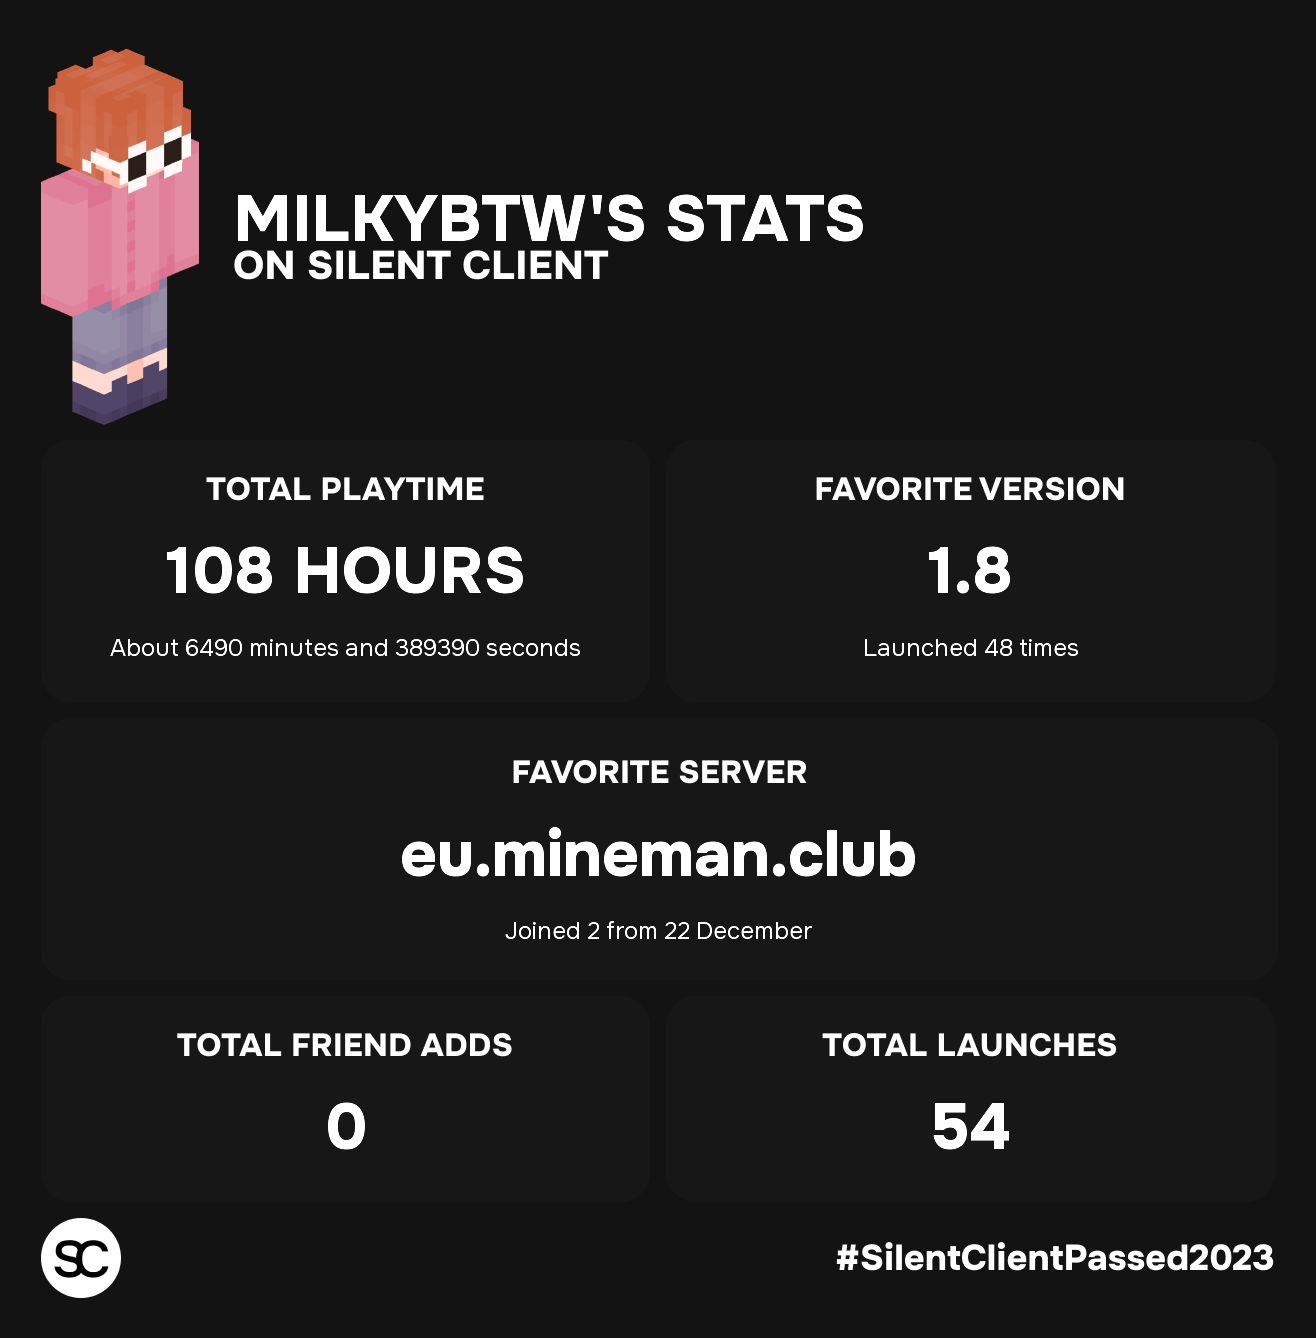 MILKYBTW'S STATS
ON SILENT CLIENT
TOTAL PLAYTIME
108 HOURS
About 6490 minutes and 389390 seconds
FAVORITE VERSION
1.8
Launched 48 times
FAVORITE SERVER
eu.mineman.club
Joined 2 from 22 December
TOTAL FRIEND ADDS
0
TOTAL LAUNCHES
54
SC
#SilentClientPassed2023